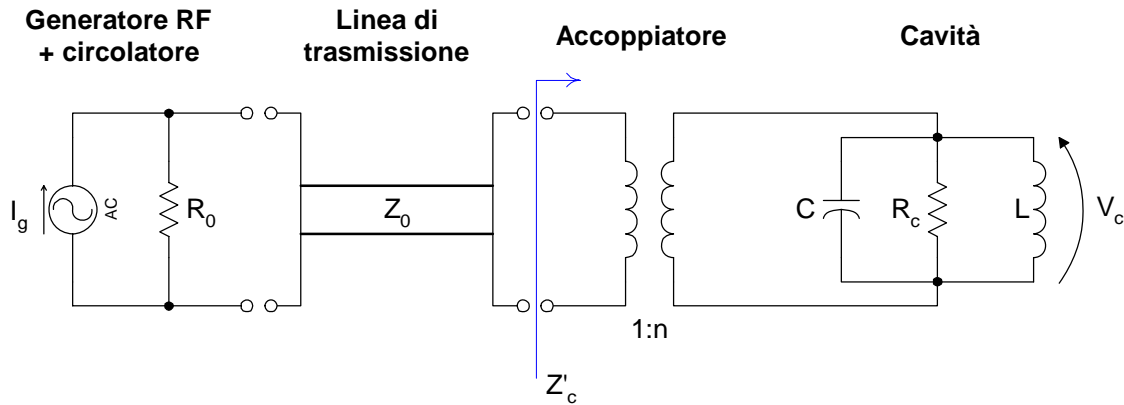 Generatore RF
+ circolatore
Linea di
trasmissione
Accoppiatore
Cavità
I_g
AC
R_0
Z_0
1:n
Z'_c
C
R_c
L
V_c